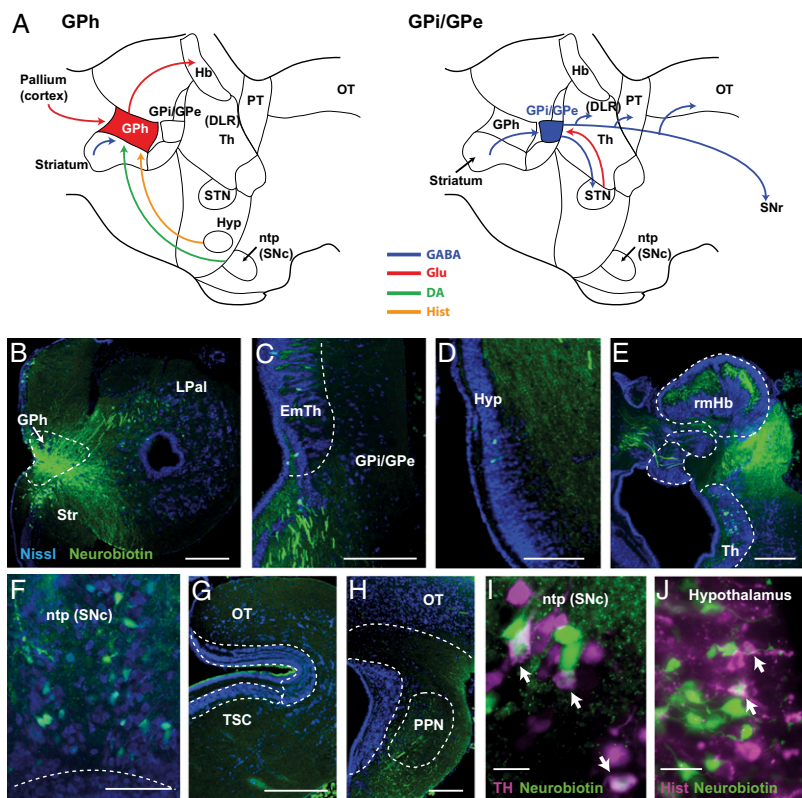 A
GPh
GPi/GPe
Pallium
(cortex)
Hb
PT
OT
GPi/GPe
(DLR)
GPh
Th
Striatum
STN
Hyp
ntp
(SNc)
Hb
PT
OT
GPi/GPe
(DLR)
GPh
Th
Striatum
STN
SNr
ntp
(SNc)
GABA
Glu
DA
Hist
B
LPal
GPh
Str
Nissl Neurobiotin
C
EmTh
GPi/GPe
D
Hyp
E
rmHb
Th
F
ntp (SNc)
G
OT
TSC
H
OT
PPN
I
ntp (SNc)
TH Neurobiotin
J
Hypothalamus
Hist Neurobiotin